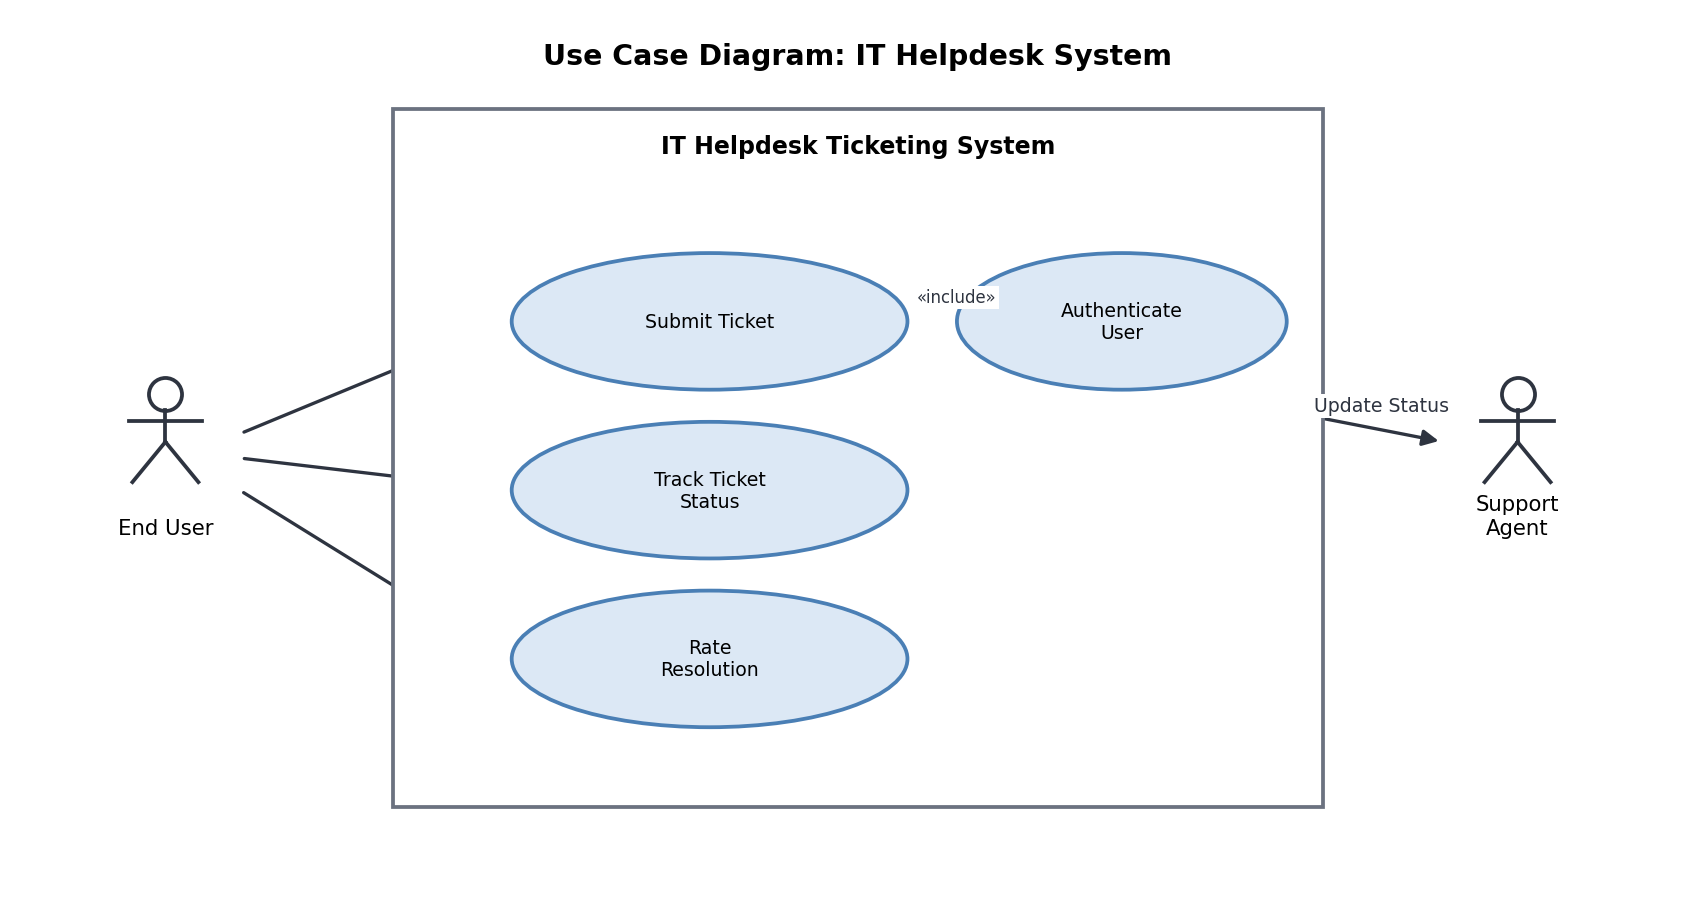 Use Case Diagram: IT Helpdesk System
IT Helpdesk Ticketing System
Submit Ticket
«include»
Authenticate
User
Track Ticket
Status
Rate
Resolution
End User
Update Status
Support
Agent